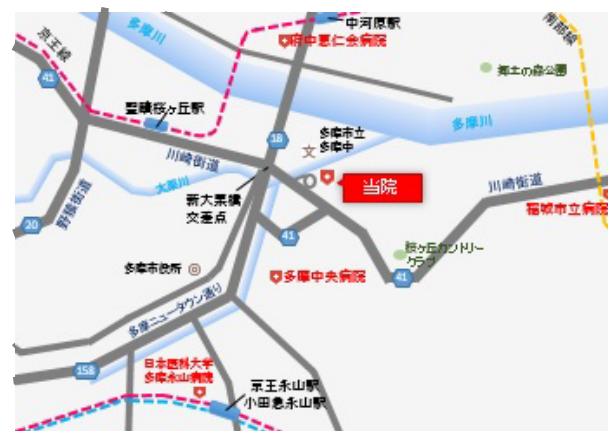 中河原駅
京王線
多摩川
府中恵仁会病院
南部線
郷土の森公園
41
聖蹟桜ヶ丘駅
18
多摩市立
多摩中
多摩川
川崎街道
大栗川
当院
川崎街道
新大栗橋
交差点
稲城市立病院
野猿街道
20
41
桜ヶ丘カントリー
クラブ
多摩市役所
多摩中央病院
41
多摩ニュータウン通り
158
日本医科大学
多摩永山病院
京王永山駅
小田急永山駅